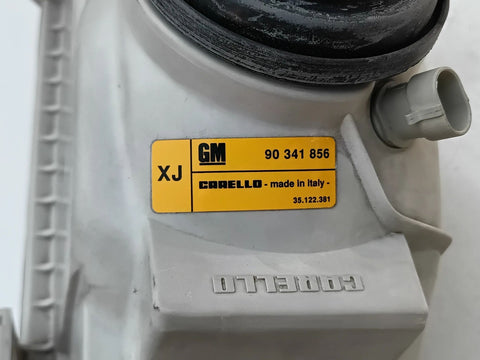 XJ
GM 90 341 856
CARELLO - made in Italy -
35.122.381
CARELLO